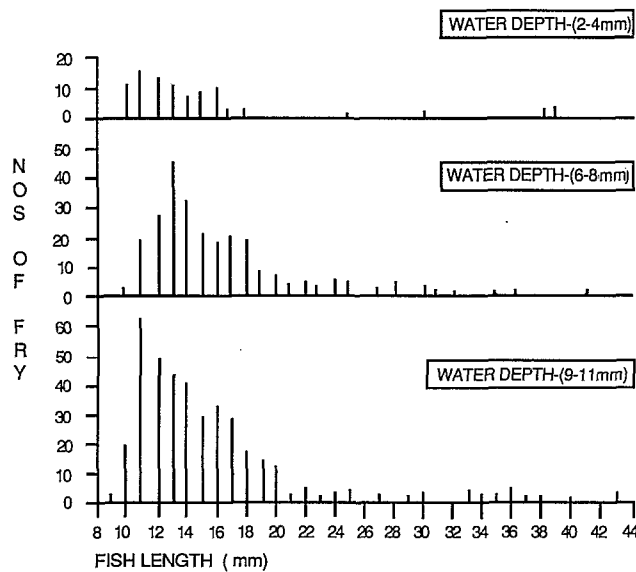 WATER DEPTH-(2-4mm)
20
10
0
WATER DEPTH-(6-8mm)
50
40
30
20
10
0
WATER DEPTH-(9-11mm)
60
50
40
30
20
10
0
NOS OF FRY
8 10 12 14 16 18 20 22 24 26 28 30 32 34 36 38 40 42 44
FISH LENGTH ( mm)